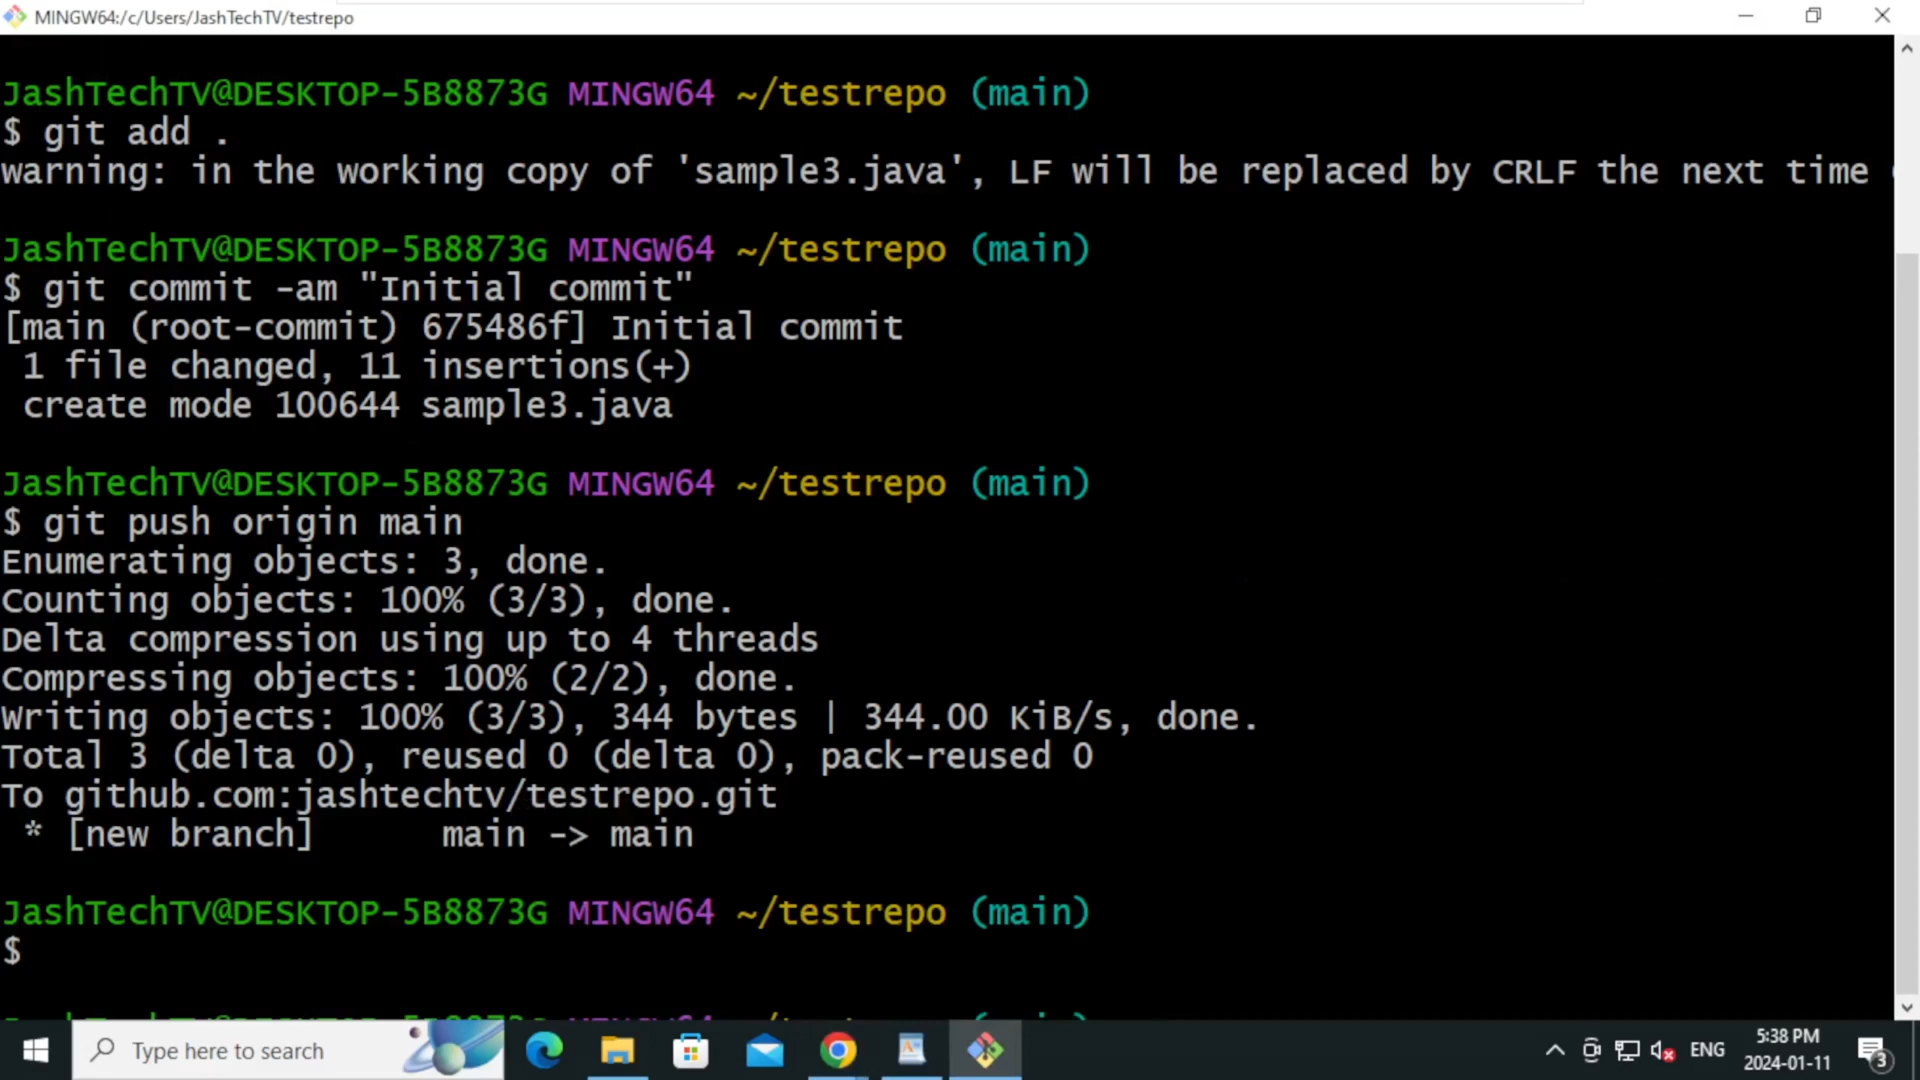 MINGW64:/c/Users/JashTechTV/testrepo
JashTechTV@DESKTOP-5B8873G MINGW64 ~/testrepo (main)
$ git add .
warning: in the working copy of 'sample3.java', LF will be replaced by CRLF the next time
JashTechTV@DESKTOP-5B8873G MINGW64 ~/testrepo (main)
$ git commit -am "Initial commit"
[main (root-commit) 675486f] Initial commit
 1 file changed, 11 insertions(+)
 create mode 100644 sample3.java
JashTechTV@DESKTOP-5B8873G MINGW64 ~/testrepo (main)
$ git push origin main
Enumerating objects: 3, done.
Counting objects: 100% (3/3), done.
Delta compression using up to 4 threads
Compressing objects: 100% (2/2), done.
Writing objects: 100% (3/3), 344 bytes | 344.00 KiB/s, done.
Total 3 (delta 0), reused 0 (delta 0), pack-reused 0
To github.com:jashtechtv/testrepo.git
 * [new branch]      main -> main
JashTechTV@DESKTOP-5B8873G MINGW64 ~/testrepo (main)
$
Type here to search
ENG
5:38 PM
2024-01-11
3